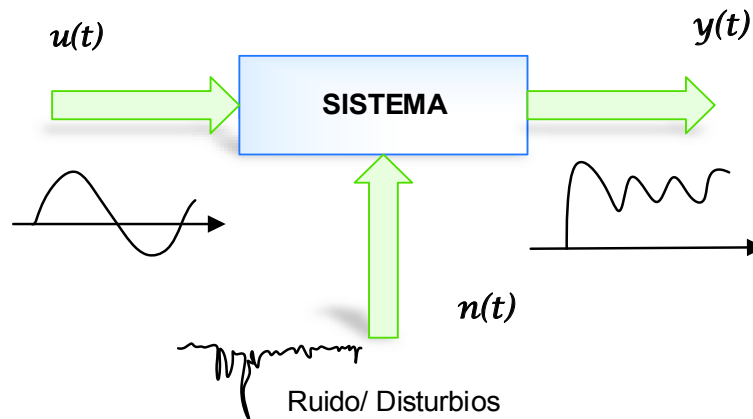 u(t)
y(t)
SISTEMA
n(t)
Ruido/ Disturbios